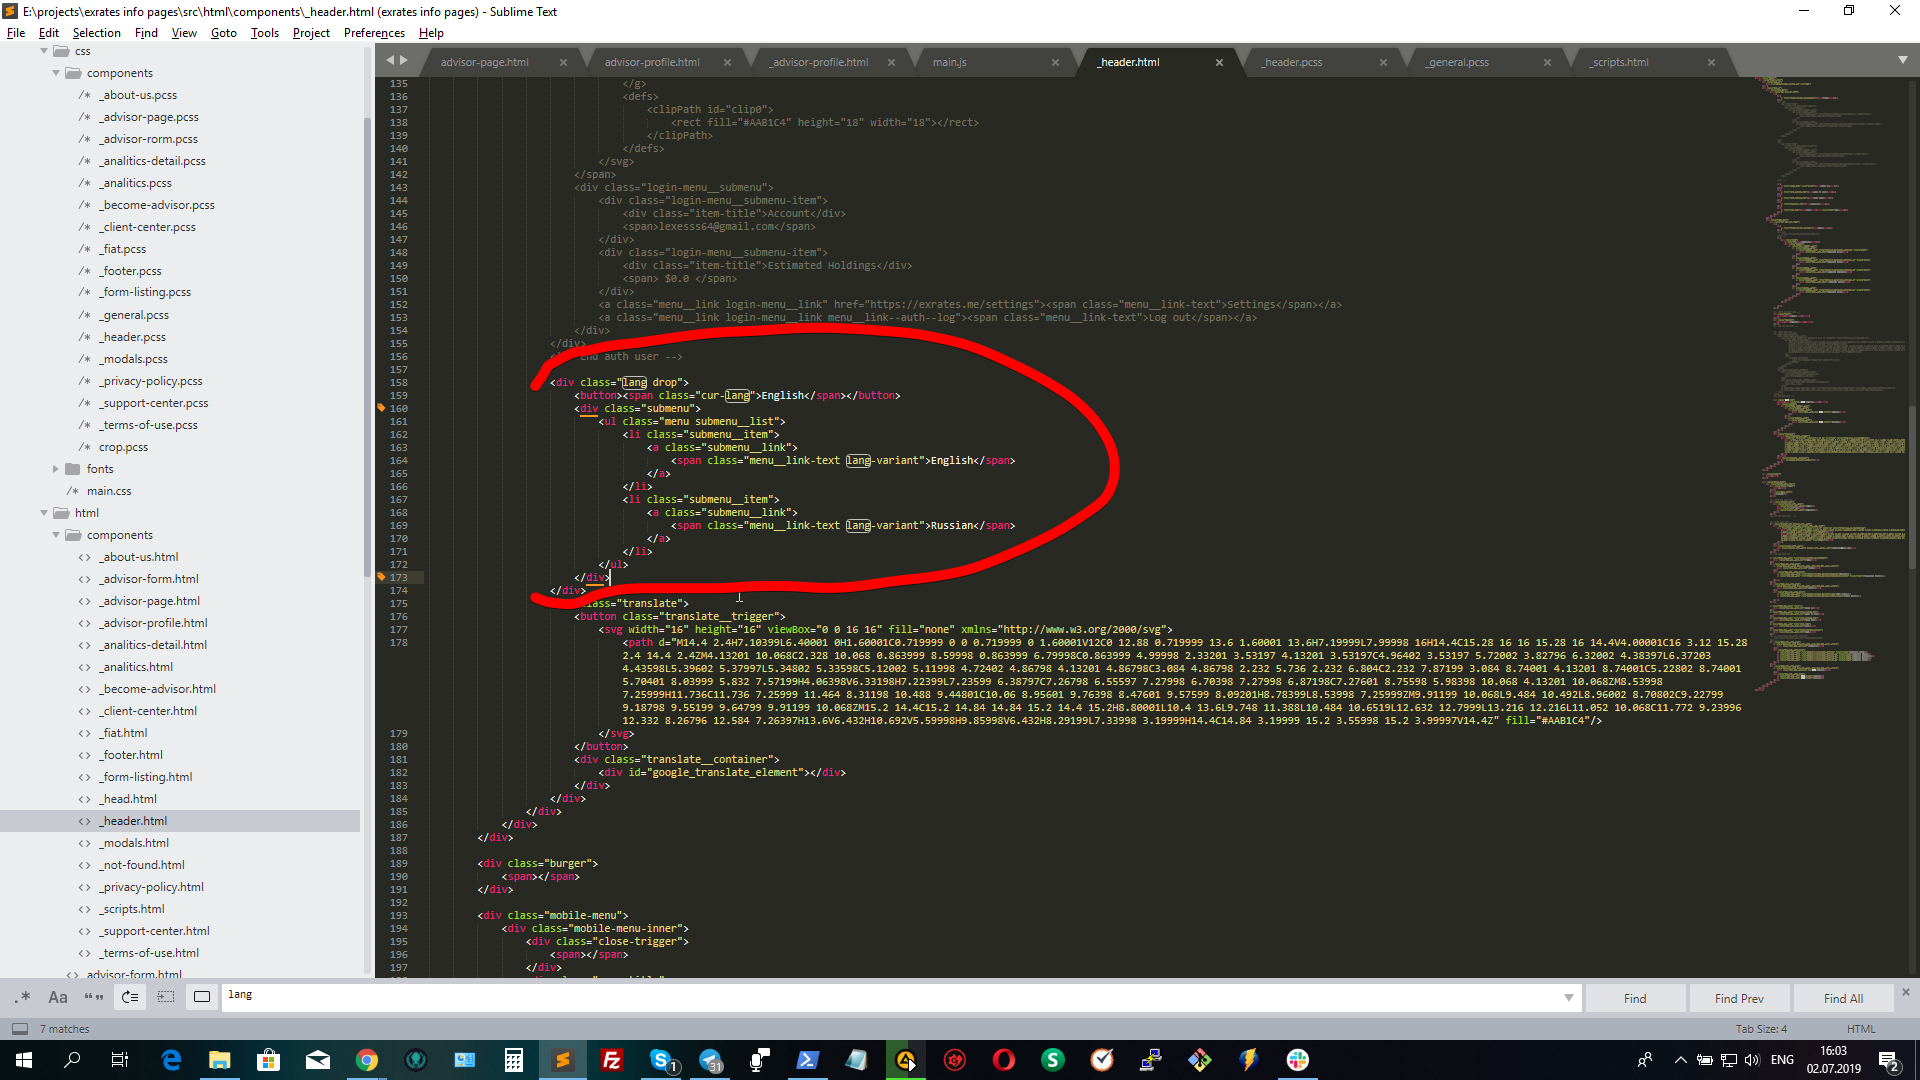 E:\projects\exrates info pages\src\html\components\_header.html (exrates info pages) - Sublime Text
File Edit Selection Find View Goto Tools Project Preferences Help
css
components
_about-us.pcss
_advisor-page.pcss
_advisor-rorm.pcss
_analitics-detail.pcss
_analitics.pcss
_become-advisor.pcss
_client-center.pcss
_fiat.pcss
_footer.pcss
_form-listing.pcss
_general.pcss
_header.pcss
_modals.pcss
_privacy-policy.pcss
_support-center.pcss
_terms-of-use.pcss
crop.pcss
fonts
main.css
html
components
_about-us.html
_advisor-form.html
_advisor-page.html
_advisor-profile.html
_analitics-detail.html
_analitics.html
_become-advisor.html
_client-center.html
_fiat.html
_footer.html
_form-listing.html
_head.html
_header.html
_modals.html
_not-found.html
_privacy-policy.html
_scripts.html
_support-center.html
_terms-of-use.html
advisor-form.html
advisor-page.html advisor-profile.html _advisor-profile.html main.js _header.html _header.pcss _general.pcss _scripts.html
135 </g>
136 <defs>
137 <clipPath id="clip0">
138 <rect fill="#AAB1C4" height="18" width="18"></rect>
139 </clipPath>
140 </defs>
141 </svg>
142 </span>
143 <div class="login-menu__submenu">
144 <div class="login-menu__submenu-item">
145 <div class="item-title">Account</div>
146 <span>lexesss64@gmail.com</span>
147 </div>
148 <div class="login-menu__submenu-item">
149 <div class="item-title">Estimated Holdings</div>
150 <span> $0.0 </span>
151 </div>
152 <a class="menu__link login-menu__link" href="https://exrates.me/settings"><span class="menu__link-text">Settings</span></a>
153 <a class="menu__link login-menu__link menu__link--auth--log"><span class="menu__link-text">Log out</span></a>
154 </div>
155 </div>
156 end auth user -->
157
158 <div class="lang drop">
159 <button><span class="cur-lang">English</span></button>
160 <div class="submenu">
161 <ul class="menu submenu__list">
162 <li class="submenu__item">
163 <a class="submenu__link">
164 <span class="menu__link-text lang-variant">English</span>
165 </a>
166 </li>
167 <li class="submenu__item">
168 <a class="submenu__link">
169 <span class="menu__link-text lang-variant">Russian</span>
170 </a>
171 </li>
172 </ul>
173 </div>
174 </div>
175 class="translate">
176 <button class="translate__trigger">
177 <svg width="16" height="16" viewBox="0 0 16 16" fill="none" xmlns="http://www.w3.org/2000/svg">
178 <path d="M14.4 2.4H7.10399L6.40001 0H1.60001C0.719999 0 0 0.719999 0 1.60001V12C0 12.88 0.719999 13.6 1.60001 13.6H7.19999L7.99998 16H14.4C15.28 16 16 15.28 16 14.4V4.00001C16 3.12 15.28
2.4 14.4 2.4ZM4.13201 10.068C2.328 10.068 0.863999 8.59998 0.863999 6.79998C0.863999 4.99998 2.33201 3.53197 4.13201 3.53197C4.96402 3.53197 5.72002 3.82796 6.32002 4.38397L6.37203
4.43598L5.39602 5.37997L5.34802 5.33598C5.12002 5.11998 4.72402 4.86798 4.13201 4.86798C3.084 4.86798 2.232 5.736 2.232 6.804C2.232 7.87199 3.084 8.74001 4.13201 8.74001C5.22802 8.74001
5.70401 8.03999 5.832 7.57199H4.06398V6.33198H7.22399L7.23599 6.38797C7.26798 6.55597 7.27998 6.70398 7.27998 6.87198C7.27601 8.75598 5.98398 10.068 4.13201 10.068ZM8.53998
7.25999H11.736C11.736 7.25999 11.464 8.31198 10.488 9.44801C10.06 8.95601 9.76398 8.47601 9.57599 8.09201H8.78399L8.53998 7.25999ZM9.91199 10.068L9.484 10.492L8.96002 8.70802C9.22799
9.18798 9.55199 9.64799 9.91199 10.068ZM15.2 14.4C15.2 14.84 14.84 15.2 14.4 15.2H8.80001L10.4 13.6L9.748 11.388L10.484 10.6519L12.632 12.7999L13.216 12.216L11.052 10.068C11.772 9.23996
12.332 8.26796 12.584 7.26397H13.6V6.432H10.692V5.59998H9.85998V6.432H8.29199L7.33998 3.19999H14.4C14.84 3.19999 15.2 3.55998 15.2 3.99997V14.4Z" fill="#AAB1C4"/>
179 </svg>
180 </button>
181 <div class="translate__container">
182 <div id="google_translate_element"></div>
183 </div>
184 </div>
185 </div>
186 </div>
187 </div>
188
189 <div class="burger">
190 <span></span>
191 </div>
192
193 <div class="mobile-menu">
194 <div class="mobile-menu-inner">
195 <div class="close-trigger">
196 <span></span>
197 </div>
lang
Find Find Prev Find All
7 matches
Tab Size: 4 HTML
1 31 ENG 16:03 02.07.2019 2